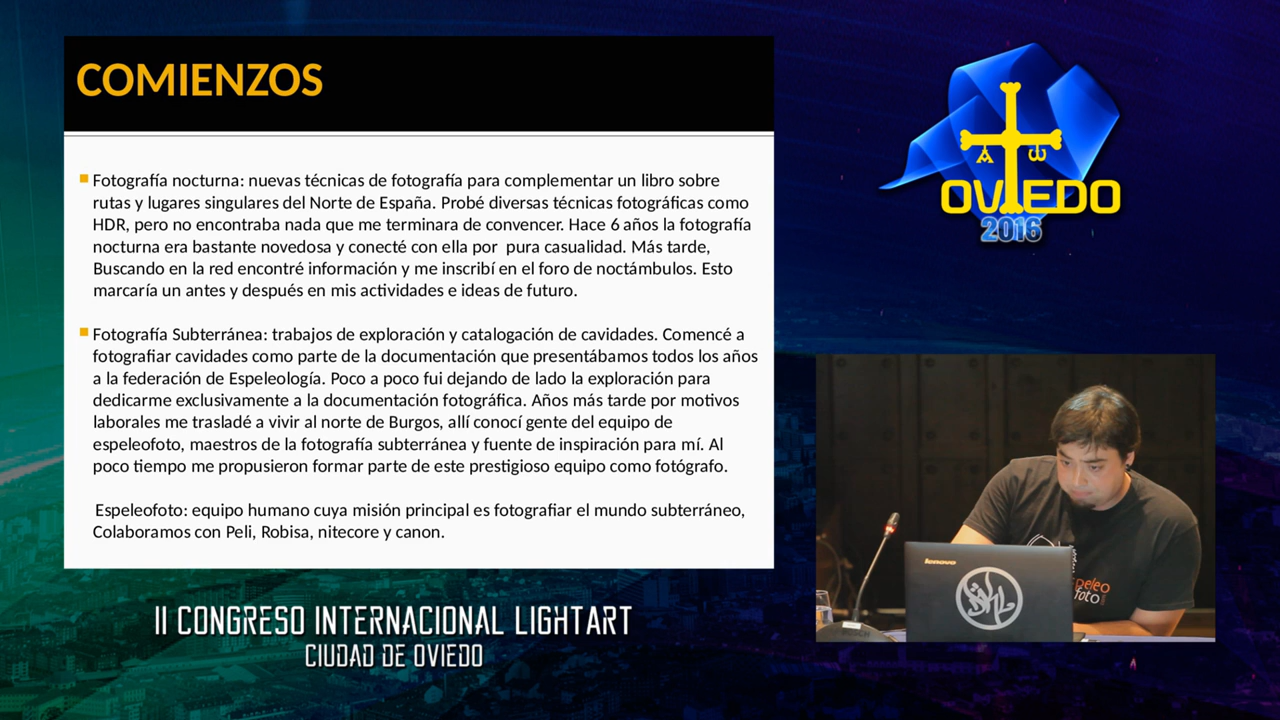 COMIENZOS
Fotografía nocturna: nuevas técnicas de fotografía para complementar un libro sobre
rutas y lugares singulares del Norte de España. Probé diversas técnicas fotográficas como
HDR, pero no encontraba nada que me terminara de convencer. Hace 6 años la fotografía
nocturna era bastante novedosa y conecté con ella por pura casualidad. Más tarde,
Buscando en la red encontré información y me inscribí en el foro de noctámbulos. Esto
marcaría un antes y después en mis actividades e ideas de futuro.
Fotografía Subterránea: trabajos de exploración y catalogación de cavidades. Comencé a
fotografiar cavidades como parte de la documentación que presentábamos todos los años
a la federación de Espeleología. Poco a poco fui dejando de lado la exploración para
dedicarme exclusivamente a la documentación fotográfica. Años más tarde por motivos
laborales me trasladé a vivir al norte de Burgos, allí conocí gente del equipo de
espeleofoto, maestros de la fotografía subterránea y fuente de inspiración para mí. Al
poco tiempo me propusieron formar parte de este prestigioso equipo como fotógrafo.
Espeleofoto: equipo humano cuya misión principal es fotografiar el mundo subterráneo,
Colaboramos con Peli, Robisa, nitecore y canon.
II CONGRESO INTERNACIONAL LIGHTART
CIUDAD DE OVIEDO
OVIEDO
2016
lenovo
peleo
foto